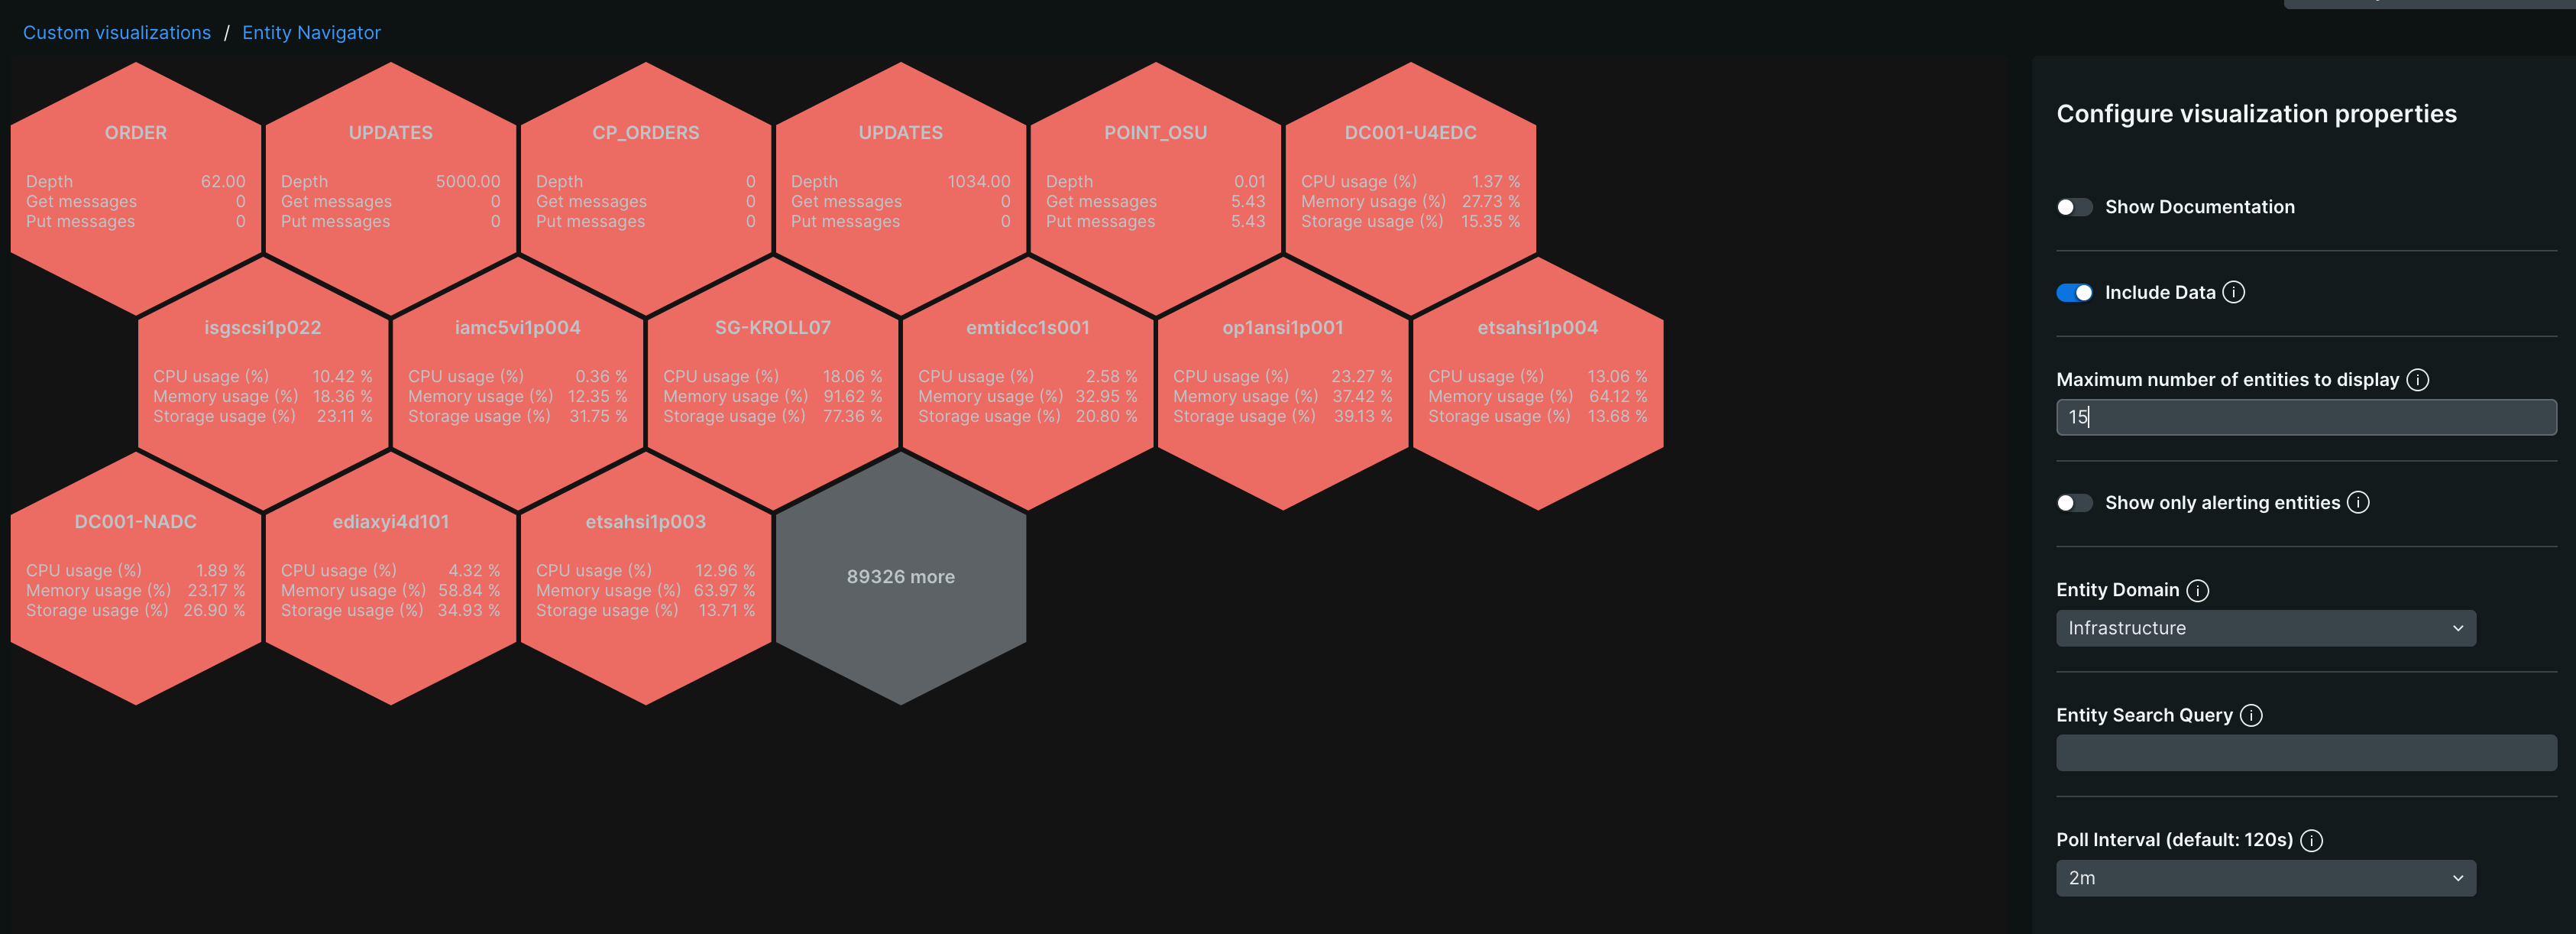 Custom visualizations / Entity Navigator
ORDER
Depth 62.00
Get messages 0
Put messages 0
UPDATES
Depth 5000.00
Get messages 0
Put messages 0
CP_ORDERS
Depth 0
Get messages 0
Put messages 0
UPDATES
Depth 1034.00
Get messages 0
Put messages 0
POINT_OSU
Depth 0.01
Get messages 5.43
Put messages 5.43
DC001-U4EDC
CPU usage (%) 1.37 %
Memory usage (%) 27.73 %
Storage usage (%) 15.35 %
isgscsi1p022
CPU usage (%) 10.42 %
Memory usage (%) 18.36 %
Storage usage (%) 23.11 %
iamc5vi1p004
CPU usage (%) 0.36 %
Memory usage (%) 12.35 %
Storage usage (%) 31.75 %
SG-KROLL07
CPU usage (%) 18.06 %
Memory usage (%) 91.62 %
Storage usage (%) 77.36 %
emtidcc1s001
CPU usage (%) 2.58 %
Memory usage (%) 32.95 %
Storage usage (%) 20.80 %
op1ansi1p001
CPU usage (%) 23.27 %
Memory usage (%) 37.42 %
Storage usage (%) 39.13 %
etsahsi1p004
CPU usage (%) 13.06 %
Memory usage (%) 64.12 %
Storage usage (%) 13.68 %
DC001-NADC
CPU usage (%) 1.89 %
Memory usage (%) 23.17 %
Storage usage (%) 26.90 %
ediaxyi4d101
CPU usage (%) 4.32 %
Memory usage (%) 58.84 %
Storage usage (%) 34.93 %
etsahsi1p003
CPU usage (%) 12.96 %
Memory usage (%) 63.97 %
Storage usage (%) 13.71 %
89326 more
Configure visualization properties
Show Documentation
Include Data
Maximum number of entities to display
15
Show only alerting entities
Entity Domain
Infrastructure
Entity Search Query
Poll Interval (default: 120s)
2m